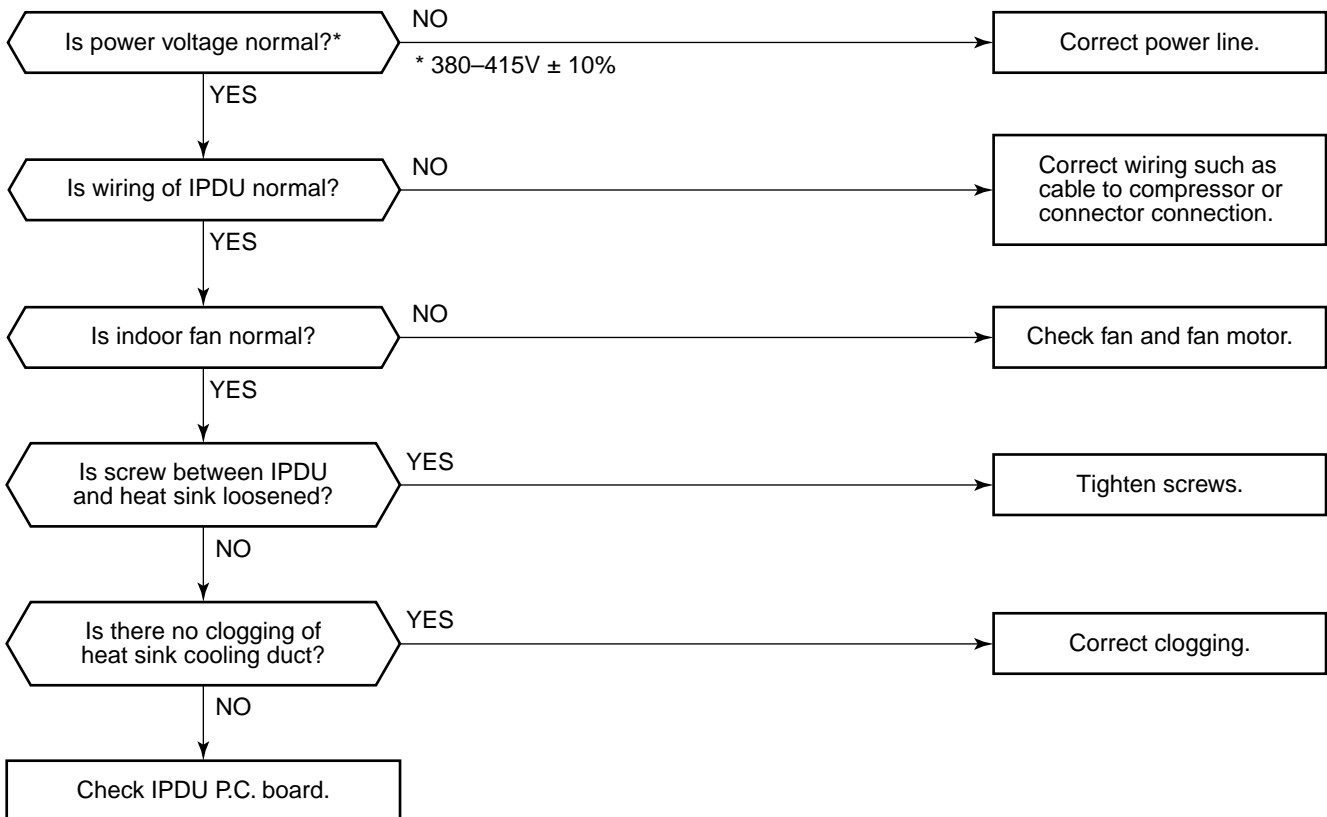 Is power voltage normal?*
NO
* 380–415V ± 10%
Correct power line.
YES
Is wiring of IPDU normal?
NO
Correct wiring such as
cable to compressor or
connector connection.
YES
Is indoor fan normal?
NO
Check fan and fan motor.
YES
Is screw between IPDU
and heat sink loosened?
YES
Tighten screws.
NO
Is there no clogging of
heat sink cooling duct?
YES
Correct clogging.
NO
Check IPDU P.C. board.